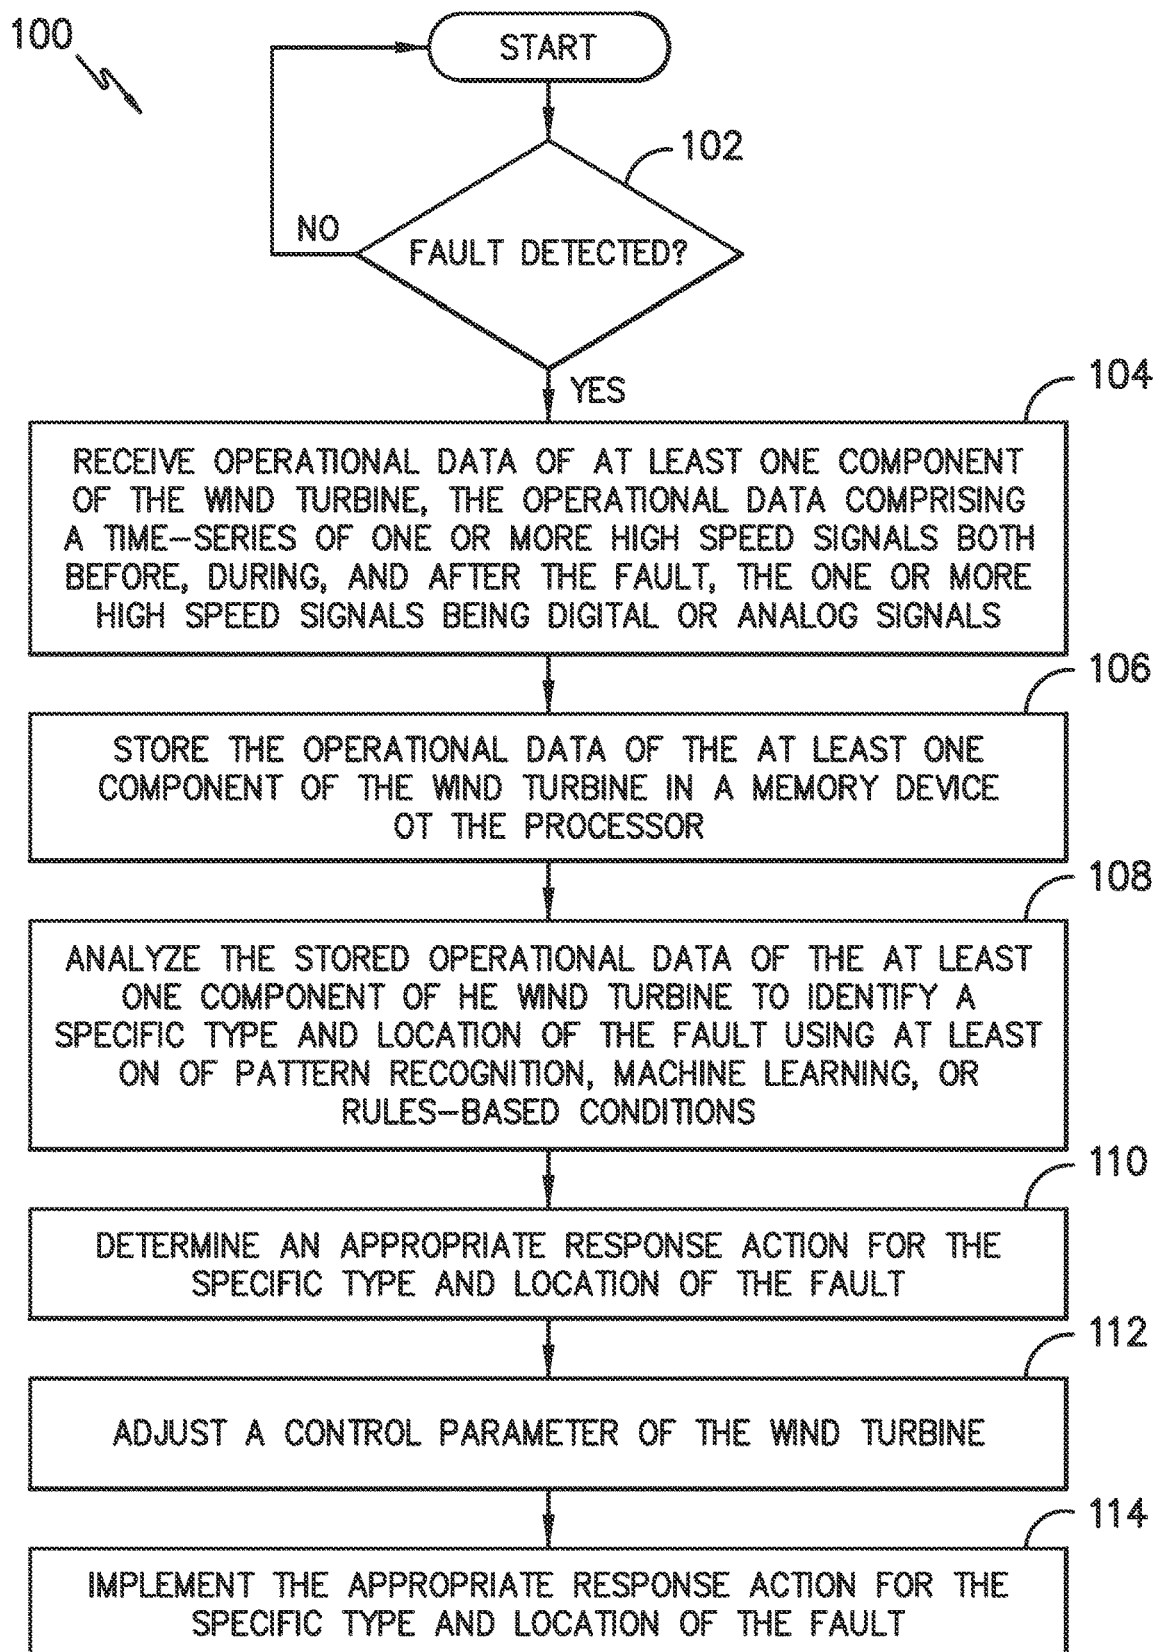 100
START
102
NO
FAULT DETECTED?
YES
104
RECEIVE OPERATIONAL DATA OF AT LEAST ONE COMPONENT
OF THE WIND TURBINE, THE OPERATIONAL DATA COMPRISING
A TIME-SERIES OF ONE OR MORE HIGH SPEED SIGNALS BOTH
BEFORE, DURING, AND AFTER THE FAULT, THE ONE OR MORE
HIGH SPEED SIGNALS BEING DIGITAL OR ANALOG SIGNALS
106
STORE THE OPERATIONAL DATA OF THE AT LEAST ONE
COMPONENT OF THE WIND TURBINE IN A MEMORY DEVICE
OT THE PROCESSOR
108
ANALYZE THE STORED OPERATIONAL DATA OF THE AT LEAST
ONE COMPONENT OF HE WIND TURBINE TO IDENTIFY A
SPECIFIC TYPE AND LOCATION OF THE FAULT USING AT LEAST
ON OF PATTERN RECOGNITION, MACHINE LEARNING, OR
RULES-BASED CONDITIONS
110
DETERMINE AN APPROPRIATE RESPONSE ACTION FOR THE
SPECIFIC TYPE AND LOCATION OF THE FAULT
112
ADJUST A CONTROL PARAMETER OF THE WIND TURBINE
114
IMPLEMENT THE APPROPRIATE RESPONSE ACTION FOR THE
SPECIFIC TYPE AND LOCATION OF THE FAULT